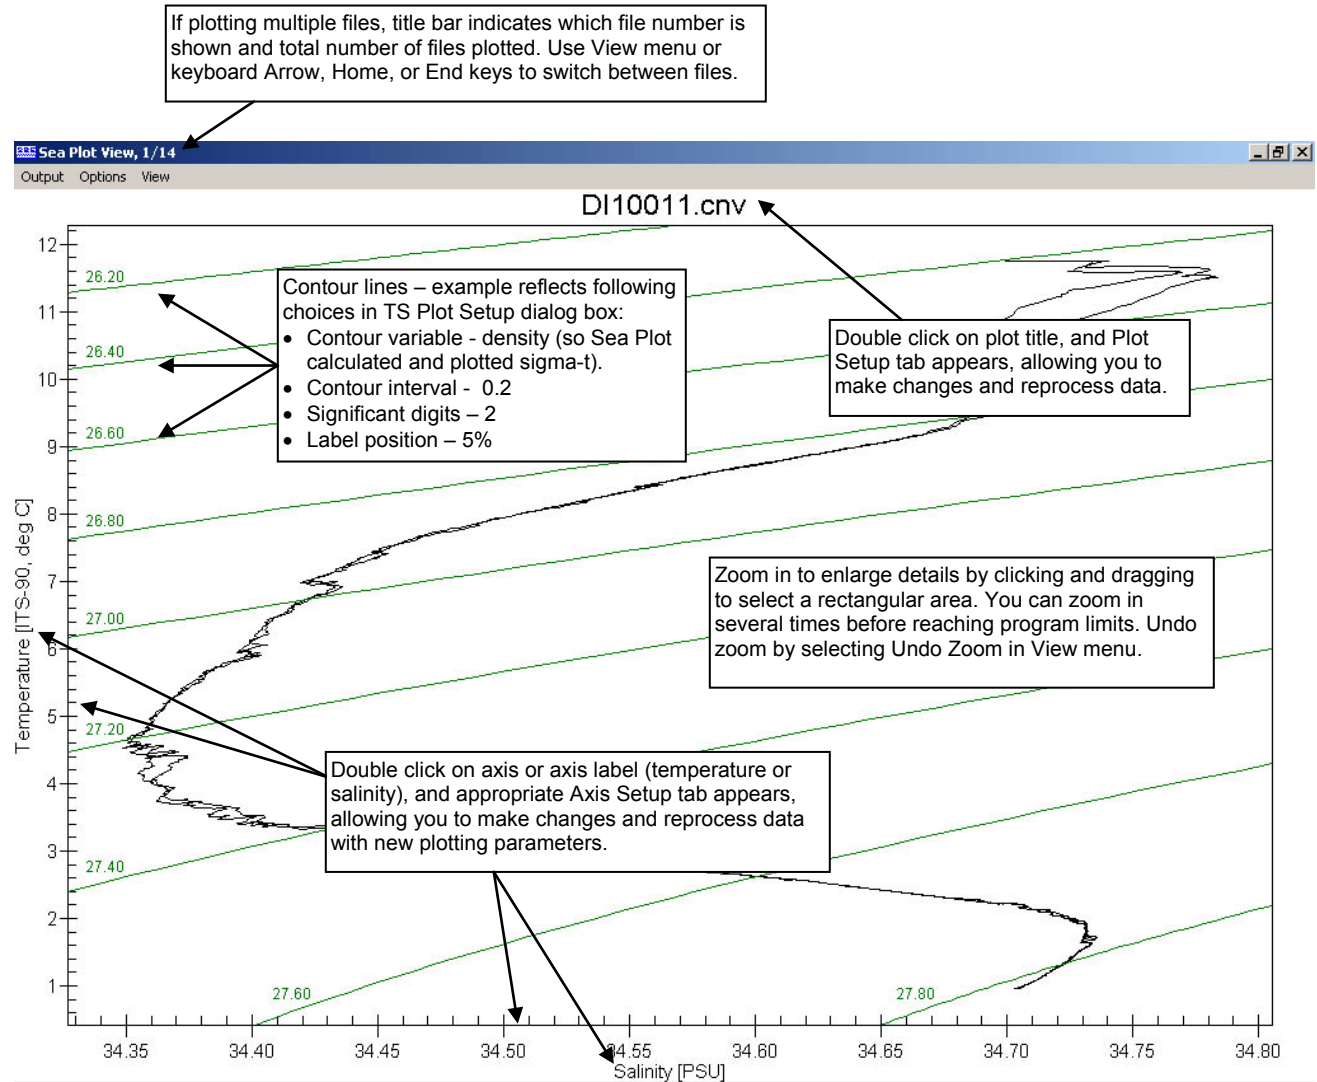 If plotting multiple files, title bar indicates which file number is
shown and total number of files plotted. Use View menu or
keyboard Arrow, Home, or End keys to switch between files.
Sea Plot View, 1/14
Output Options View
DI10011.cnv
12
11
10
9
8
7
6
5
4
3
2
1
Temperature [ITS-90, deg C]
26.20
26.40
26.60
26.80
27.00
27.20
27.40
27.60
27.80
Contour lines – example reflects following
choices in TS Plot Setup dialog box:
• Contour variable - density (so Sea Plot
calculated and plotted sigma-t).
• Contour interval - 0.2
• Significant digits – 2
• Label position – 5%
Double click on plot title, and Plot
Setup tab appears, allowing you to
make changes and reprocess data.
Zoom in to enlarge details by clicking and dragging
to select a rectangular area. You can zoom in
several times before reaching program limits. Undo
zoom by selecting Undo Zoom in View menu.
Double click on axis or axis label (temperature or
salinity), and appropriate Axis Setup tab appears,
allowing you to make changes and reprocess data
with new plotting parameters.
34.35 34.40 34.45 34.50 34.55 34.60 34.65 34.70 34.75 34.80
Salinity [PSU]